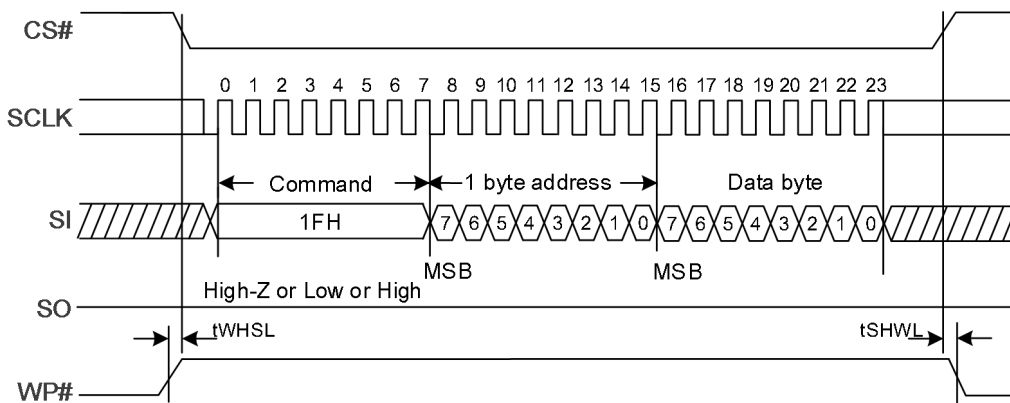 CS#
0 1 2 3 4 5 6 7 8 9 10 11 12 13 14 15 16 17 18 19 20 21 22 23
SCLK
Command 1 byte address Data byte
SI 1FH 7 6 5 4 3 2 1 0 7 6 5 4 3 2 1 0
MSB MSB
High-Z or Low or High
SO
tWHSL tSHWL
WP#